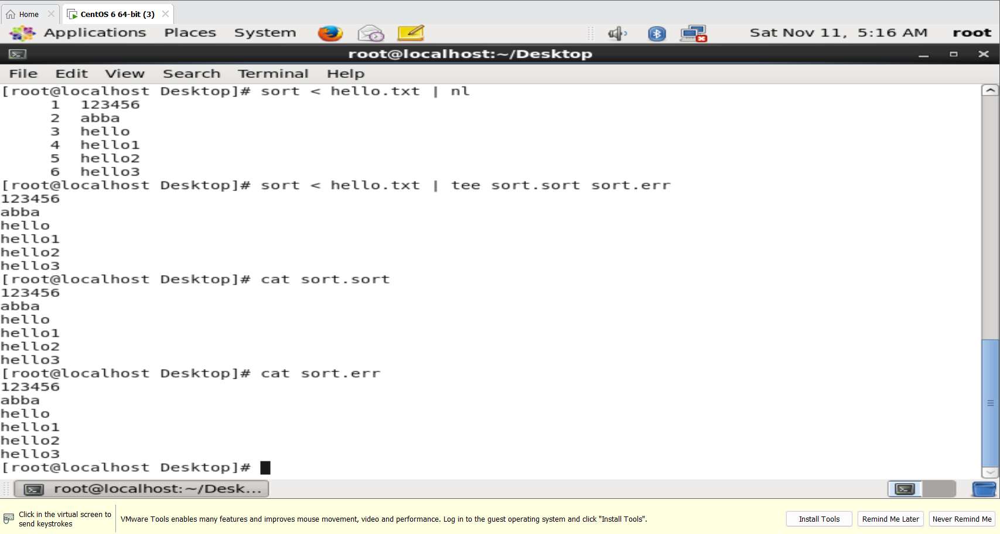 Home
CentOS 6 64-bit (3)
Applications Places System Sat Nov 11, 5:16 AM root
root@localhost:~/Desktop
File Edit View Search Terminal Help
[root@localhost Desktop]# sort < hello.txt | nl
1 123456
2 abba
3 hello
4 hello1
5 hello2
6 hello3
[root@localhost Desktop]# sort < hello.txt | tee sort.sort sort.err
123456
abba
hello
hello1
hello2
hello3
[root@localhost Desktop]# cat sort.sort
123456
abba
hello
hello1
hello2
hello3
[root@localhost Desktop]# cat sort.err
123456
abba
hello
hello1
hello2
hello3
[root@localhost Desktop]#
root@localhost:~/Desk...
Click in the virtual screen to
send keystrokes
VMware Tools enables many features and improves mouse movement, video and performance. Log in to the guest operating system and click "Install Tools".
Install Tools
Remind Me Later
Never Remind Me